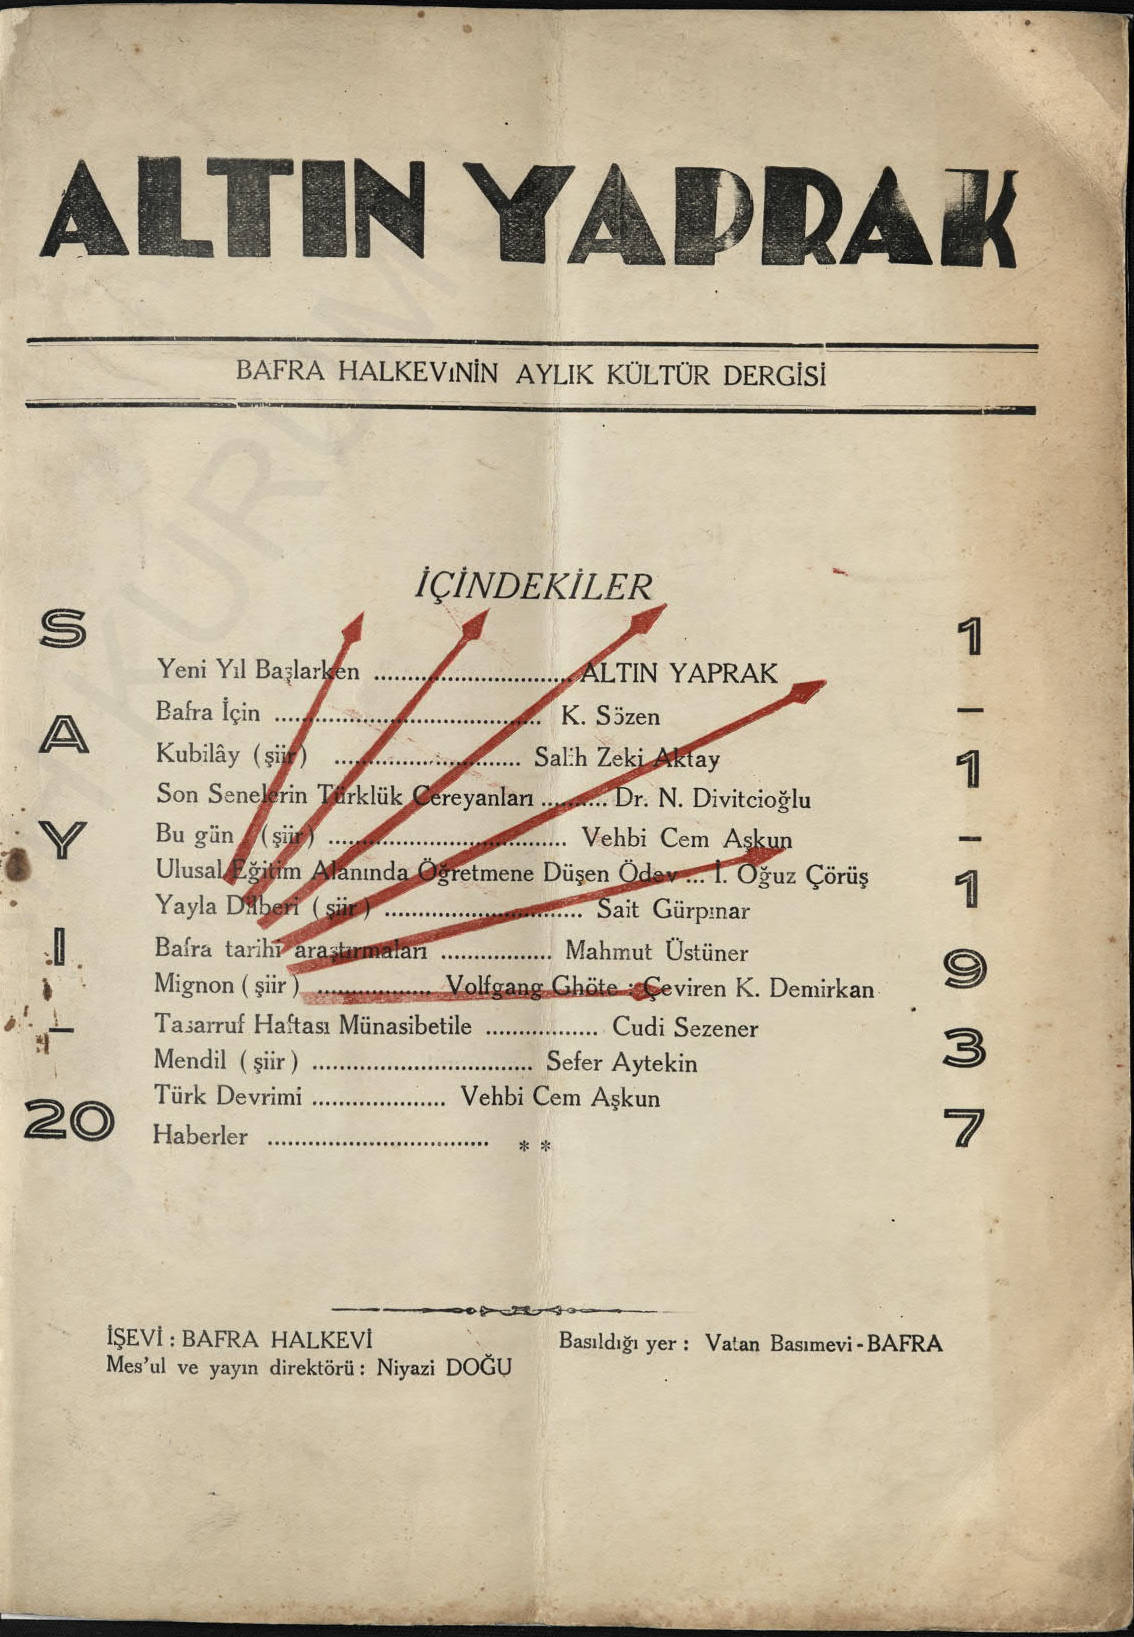 ALTIN YAPRAK
BAFRA HALKEVıNİN AYLIK KÜLTÜR DERGİSİ
İÇİNDEKİLER
SAYI - 20
1 - 1 - 1937
Yeni Yıl Başlarken .............................. ALTIN YAPRAK
Bafra İçin ....................................... K. Sözen
Kubilây (şiir) ............................ Salih Zeki Aktay
Son Senelerin Türklük Cereyanları .......... Dr. N. Divitcioğlu
Bu gün (şiir) ................................... Vehbi Cem Aşkun
Ulusal Eğitim Alanında Öğretmene Düşen Ödev ... İ. Oğuz Çörüş
Yayla Dilberi (şiir) ............................. Sait Gürpınar
Bafra tarihi araştırmaları ................. Mahmut Üstüner
Mignon (şiir) ................. Volfgang Ghöte : Çeviren K. Demirkan
Tasarruf Haftası Münasibetile ................. Cudi Sezener
Mendil (şiir) ................................. Sefer Aytekin
Türk Devrimi .................... Vehbi Cem Aşkun
Haberler ................................. * *
İŞEVİ : BAFRA HALKEVİ
Mes'ul ve yayın direktörü : Niyazi DOĞU
Basıldığı yer : Vatan Basımevi - BAFRA
KURUM